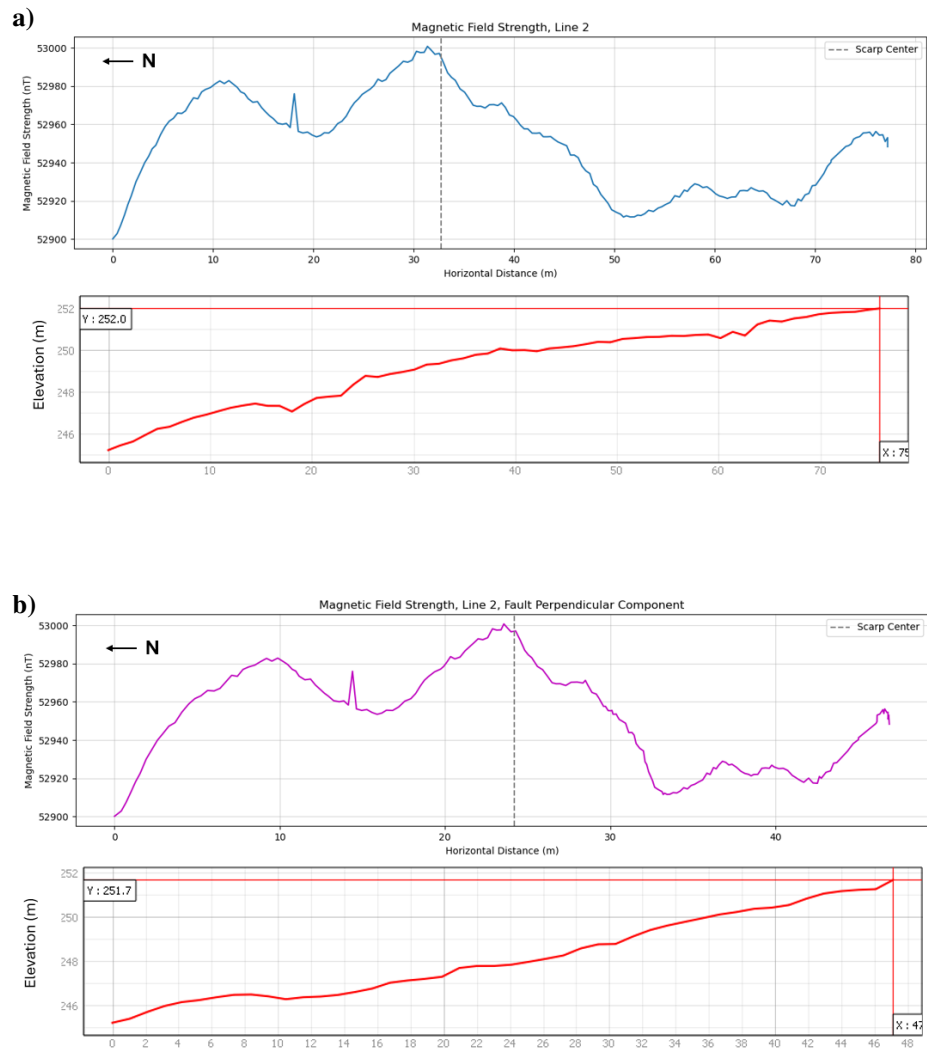 a)
Magnetic Field Strength, Line 2
N
Scarp Center
Magnetic Field Strength (nT)
53000
52980
52960
52940
52920
52900
0 10 20 30 40 50 60 70 80
Horizontal Distance (m)
Elevation (m)
252
250
248
246
Y : 252.0
X : 75
0 10 20 30 40 50 60 70
b)
Magnetic Field Strength, Line 2, Fault Perpendicular Component
N
Scarp Center
Magnetic Field Strength (nT)
53000
52980
52960
52940
52920
52900
0 10 20 30 40
Horizontal Distance (m)
Elevation (m)
252
250
248
246
Y : 251.7
X : 47
0 2 4 6 8 10 12 14 16 18 20 22 24 26 28 30 32 34 36 38 40 42 44 46 48